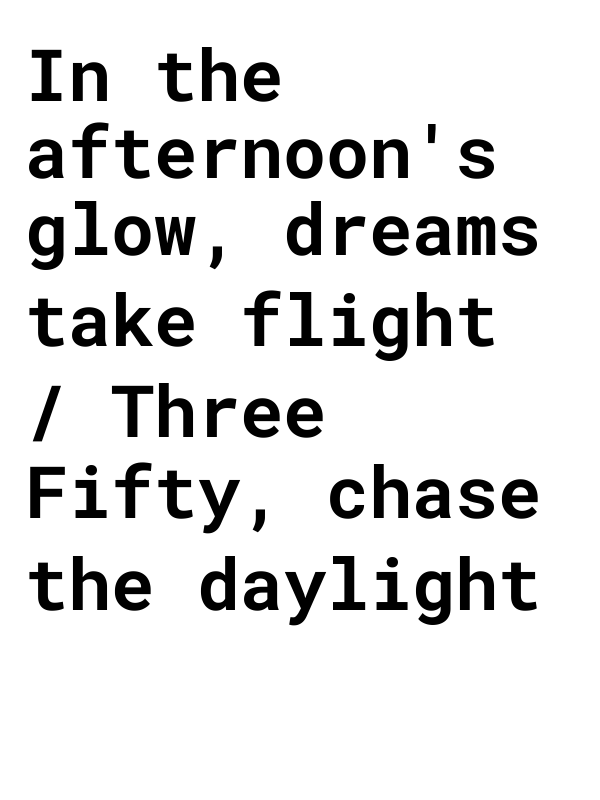 In the
afternoon's
glow, dreams
take flight
/ Three
Fifty, chase
the daylight